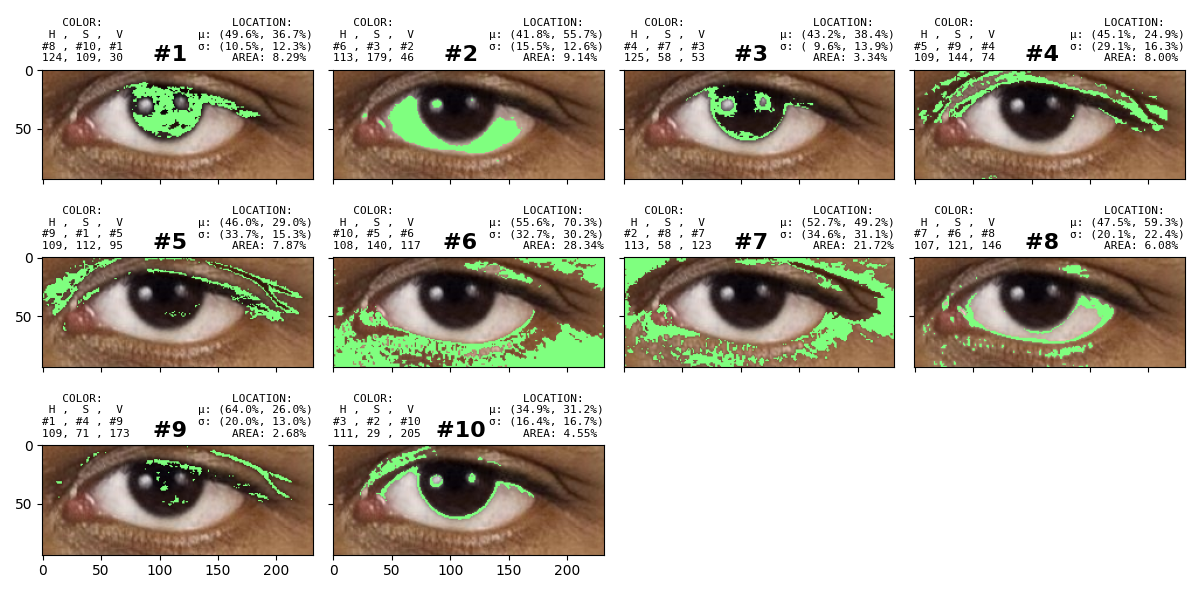 COLOR: LOCATION:
H , S , V μ: (49.6%, 36.7%)
#8 , #10, #1 #1 σ: (10.5%, 12.3%)
124, 109, 30 AREA: 8.29%
COLOR: LOCATION:
H , S , V μ: (41.8%, 55.7%)
#6 , #3 , #2 #2 σ: (15.5%, 12.6%)
113, 179, 46 AREA: 9.14%
COLOR: LOCATION:
H , S , V μ: (43.2%, 38.4%)
#4 , #7 , #3 #3 σ: ( 9.6%, 13.9%)
125, 58 , 53 AREA: 3.34%
COLOR: LOCATION:
H , S , V μ: (45.1%, 24.9%)
#5 , #9 , #4 #4 σ: (29.1%, 16.3%)
109, 144, 74 AREA: 8.00%
0
50
COLOR: LOCATION:
H , S , V μ: (46.0%, 29.0%)
#9 , #1 , #5 #5 σ: (33.7%, 15.3%)
109, 112, 95 AREA: 7.87%
COLOR: LOCATION:
H , S , V μ: (55.6%, 70.3%)
#10, #5 , #6 #6 σ: (32.7%, 30.2%)
108, 140, 117 AREA: 28.34%
COLOR: LOCATION:
H , S , V μ: (52.7%, 49.2%)
#2 , #8 , #7 #7 σ: (34.6%, 31.1%)
113, 58 , 123 AREA: 21.72%
COLOR: LOCATION:
H , S , V μ: (47.5%, 59.3%)
#7 , #6 , #8 #8 σ: (20.1%, 22.4%)
107, 121, 146 AREA: 6.08%
0
50
COLOR: LOCATION:
H , S , V μ: (64.0%, 26.0%)
#1 , #4 , #9 #9 σ: (20.0%, 13.0%)
109, 71 , 173 AREA: 2.68%
COLOR: LOCATION:
H , S , V μ: (34.9%, 31.2%)
#3 , #2 , #10 #10 σ: (16.4%, 16.7%)
111, 29 , 205 AREA: 4.55%
0
50
0 50 100 150 200
0 50 100 150 200